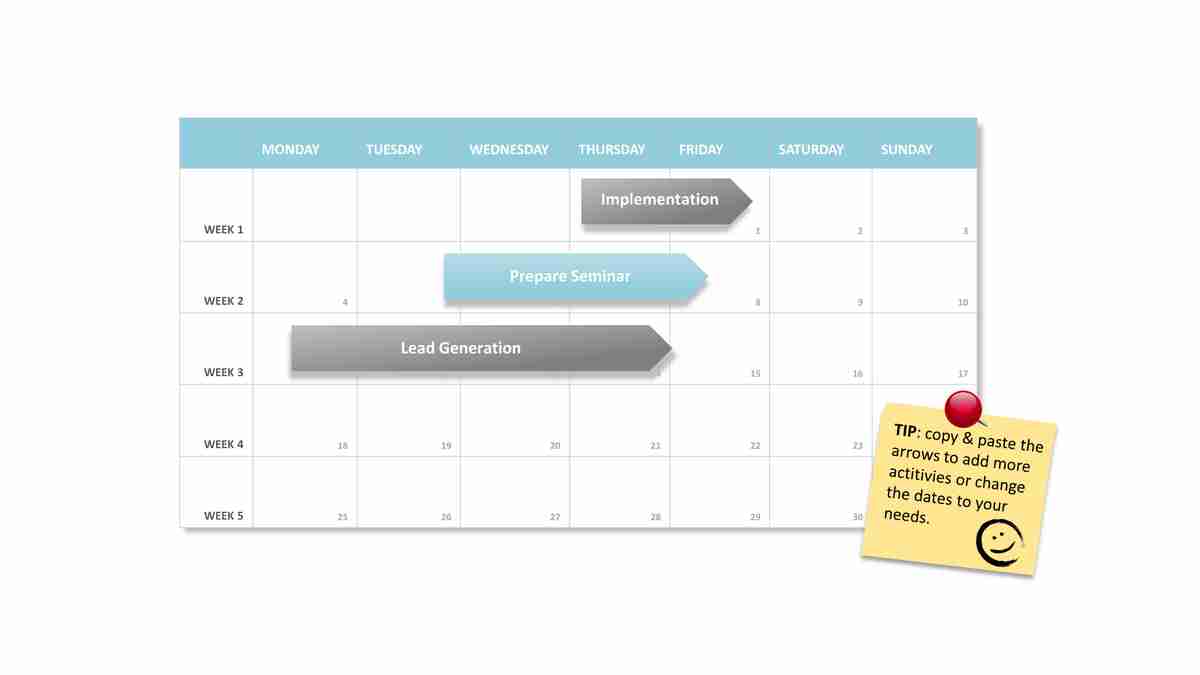 MONDAY TUESDAY WEDNESDAY THURSDAY FRIDAY SATURDAY SUNDAY
Implementation
WEEK 1 1 2 3
Prepare Seminar
WEEK 2 4 8 9 10
Lead Generation
WEEK 3 15 16 17
WEEK 4 18 19 20 21 22 23
WEEK 5 25 26 27 28 29 30
TIP: copy & paste the
arrows to add more
actitivies or change
the dates to your
needs.